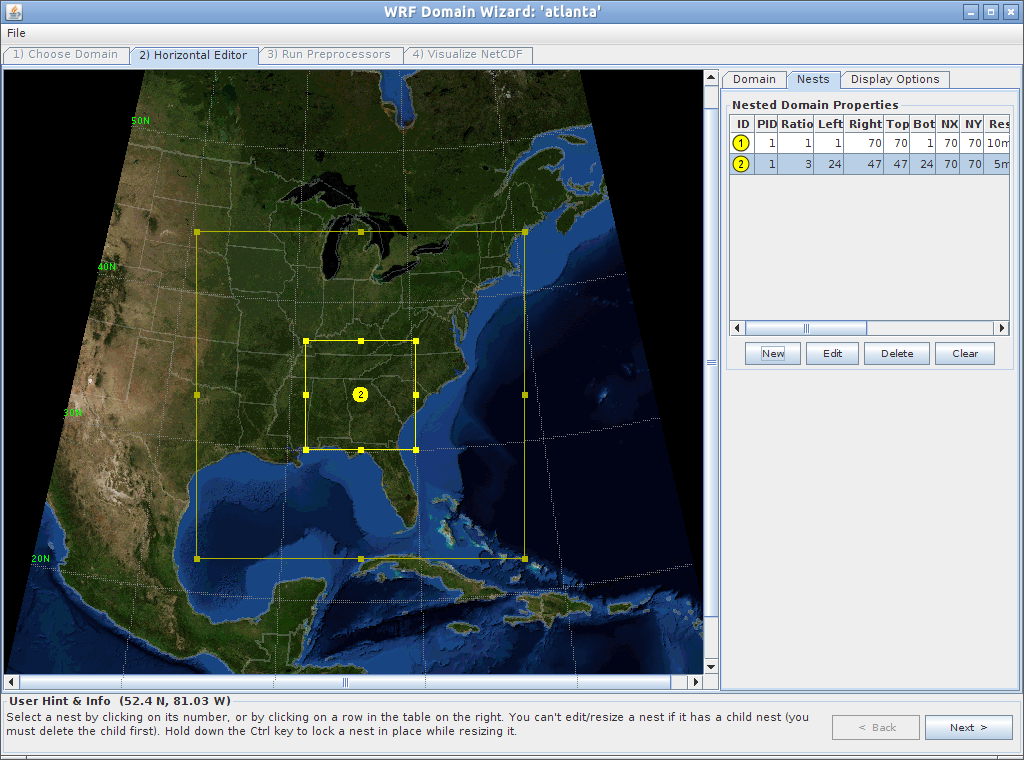 WRF Domain Wizard: 'atlanta'
File
1) Choose Domain 2) Horizontal Editor 3) Run Preprocessors 4) Visualize NetCDF
Domain Nests Display Options
Nested Domain Properties
ID PID Ratio Left Right Top Bot NX NY Res
1 1 1 1 70 70 1 70 70 10m
2 1 3 24 47 47 24 70 70 5m
New Edit Delete Clear
50N
40N
30N
20N
2
User Hint & Info (52.4 N, 81.03 W)
Select a nest by clicking on its number, or by clicking on a row in the table on the right. You can't edit/resize a nest if it has a child nest (you
must delete the child first). Hold down the Ctrl key to lock a nest in place while resizing it.
< Back Next >